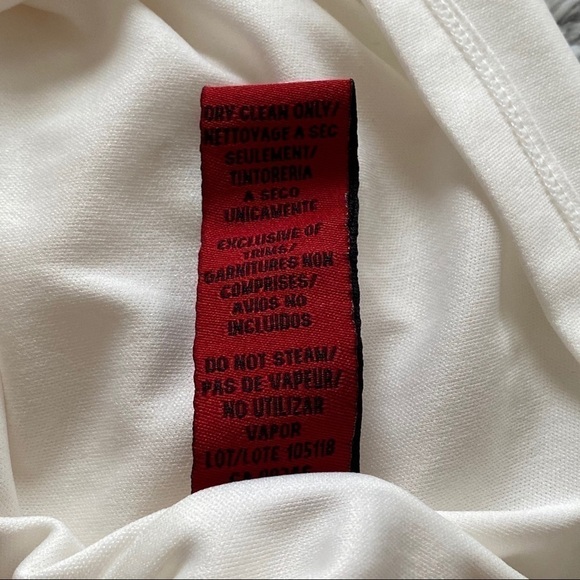 DRY CLEAN ONLY/
NETTOYAGE A SEC
SEULEMENT/
TINTORERIA
A SECO
UNICAMENTE
EXCLUSIVE OF
TRIMS/
GARNITURES NON
COMPRISES/
AVIOS NO
INCLUIDOS
DO NOT STEAM/
PAS DE VAPEUR/
NO UTILIZAR
VAPOR
LOT/LOTE 105118